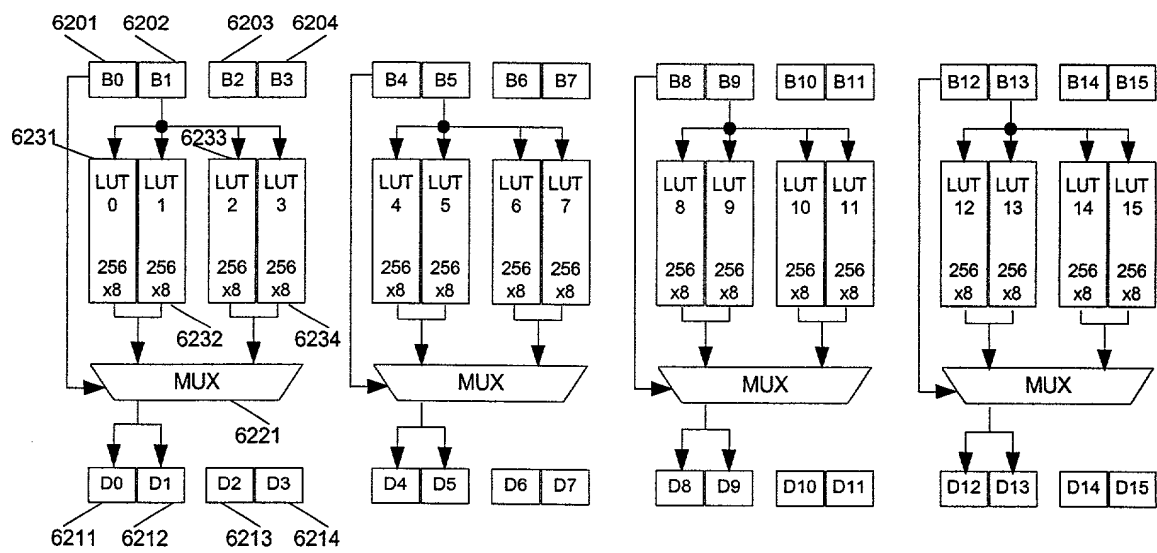 6201 6202 6203 6204
B0 B1 B2 B3 B4 B5 B6 B7 B8 B9 B10 B11 B12 B13 B14 B15
6231 6233
LUT LUT LUT LUT LUT LUT LUT LUT LUT LUT LUT LUT LUT LUT LUT LUT
0 1 2 3 4 5 6 7 8 9 10 11 12 13 14 15
256 256 256 256 256 256 256 256 256 256 256 256 256 256 256 256
x8 x8 x8 x8 x8 x8 x8 x8 x8 x8 x8 x8 x8 x8 x8 x8
6232 6234
MUX MUX MUX MUX
6221
D0 D1 D2 D3 D4 D5 D6 D7 D8 D9 D10 D11 D12 D13 D14 D15
6211 6212 6213 6214